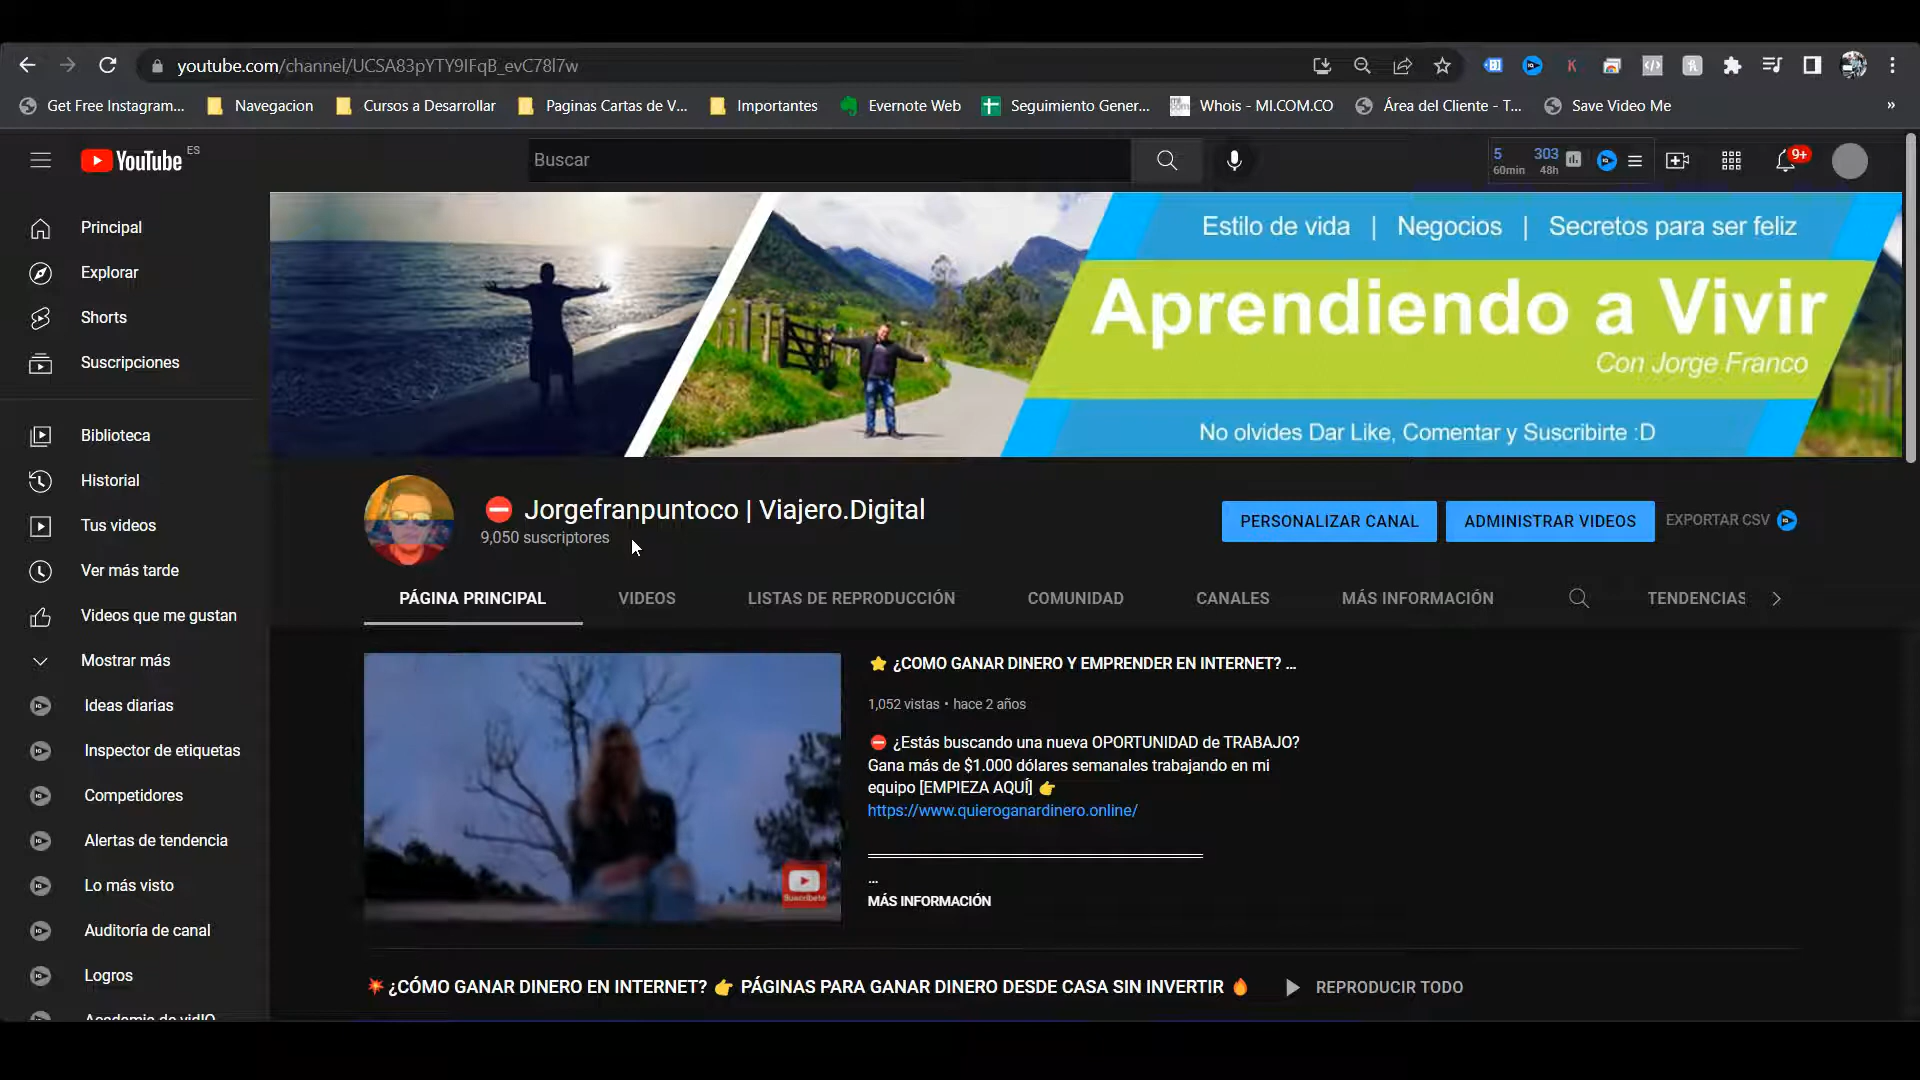 youtube.com/channel/UCSA83pYTY9IFqB_evC78l7w
Get Free Instagram... Navegacion Cursos a Desarrollar Paginas Cartas de V... Importantes Evernote Web Seguimiento Gener... Whois - MI.COM.CO Área del Cliente - T... Save Video Me »
YouTube ES
Buscar
5 60min 303 48h
9+
Principal
Explorar
Shorts
Suscripciones
Biblioteca
Historial
Tus videos
Ver más tarde
Videos que me gustan
Mostrar más
Ideas diarias
Inspector de etiquetas
Competidores
Alertas de tendencia
Lo más visto
Auditoría de canal
Logros
Academia de vidIQ
Estilo de vida | Negocios | Secretos para ser feliz
Aprendiendo a Vivir
Con Jorge Franco
No olvides Dar Like, Comentar y Suscribirte :D
⛔ Jorgefranpuntoco | Viajero.Digital
9,050 suscriptores
PERSONALIZAR CANAL ADMINISTRAR VIDEOS EXPORTAR CSV
PÁGINA PRINCIPAL VIDEOS LISTAS DE REPRODUCCIÓN COMUNIDAD CANALES MÁS INFORMACIÓN TENDENCIAS
Suscribete
⭐ ¿COMO GANAR DINERO Y EMPRENDER EN INTERNET? ...
1,052 vistas • hace 2 años
⛔ ¿Estás buscando una nueva OPORTUNIDAD de TRABAJO?
Gana más de $1.000 dólares semanales trabajando en mi
equipo [EMPIEZA AQUÍ] 👉
https://www.quieroganardinero.online/
...
MÁS INFORMACIÓN
💥 ¿CÓMO GANAR DINERO EN INTERNET? 👉 PÁGINAS PARA GANAR DINERO DESDE CASA SIN INVERTIR 🔥 REPRODUCIR TODO